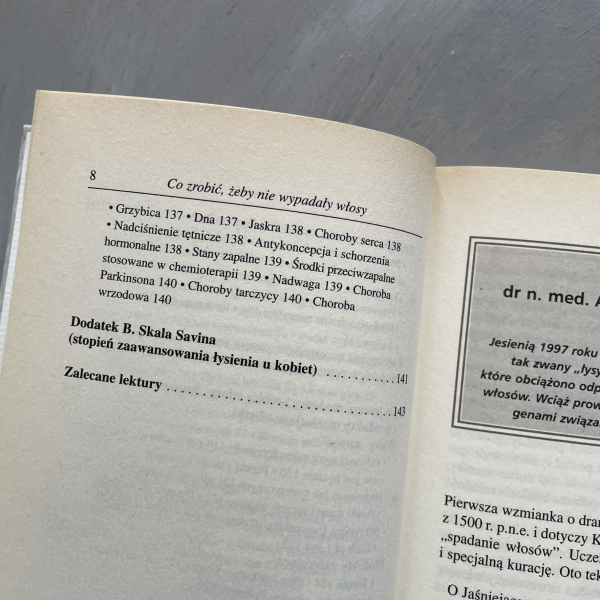 8
Co zrobić, żeby nie wypadały włosy
• Grzybica 137 • Dna 137 • Jaskra 138 • Choroby serca 138
• Nadciśnienie tętnicze 138 • Antykoncepcja i schorzenia
hormonalne 138 • Stany zapalne 139 • Środki przeciwzapalne
stosowane w chemioterapii 139 • Nadwaga 139 • Choroba
Parkinsona 140 • Choroby tarczycy 140 • Choroba
wrzodowa 140
Dodatek B. Skala Savina
(stopień zaawansowania łysienia u kobiet) . . . . . . . . . . . 141
Zalecane lektury . . . . . . . . . . . . . . . . . . . . . . . . . . . . . . . . . . . 143
dr n. med. A
Jesienią 1997 roku
tak zwany „łysy
które obciążono odp
włosów. Wciąż prow
genami związa
Pierwsza wzmianka o
z 1500 r. p.n.e. i dotyczy K
„spadanie włosów”.
i specjalną kurację. Oto
O